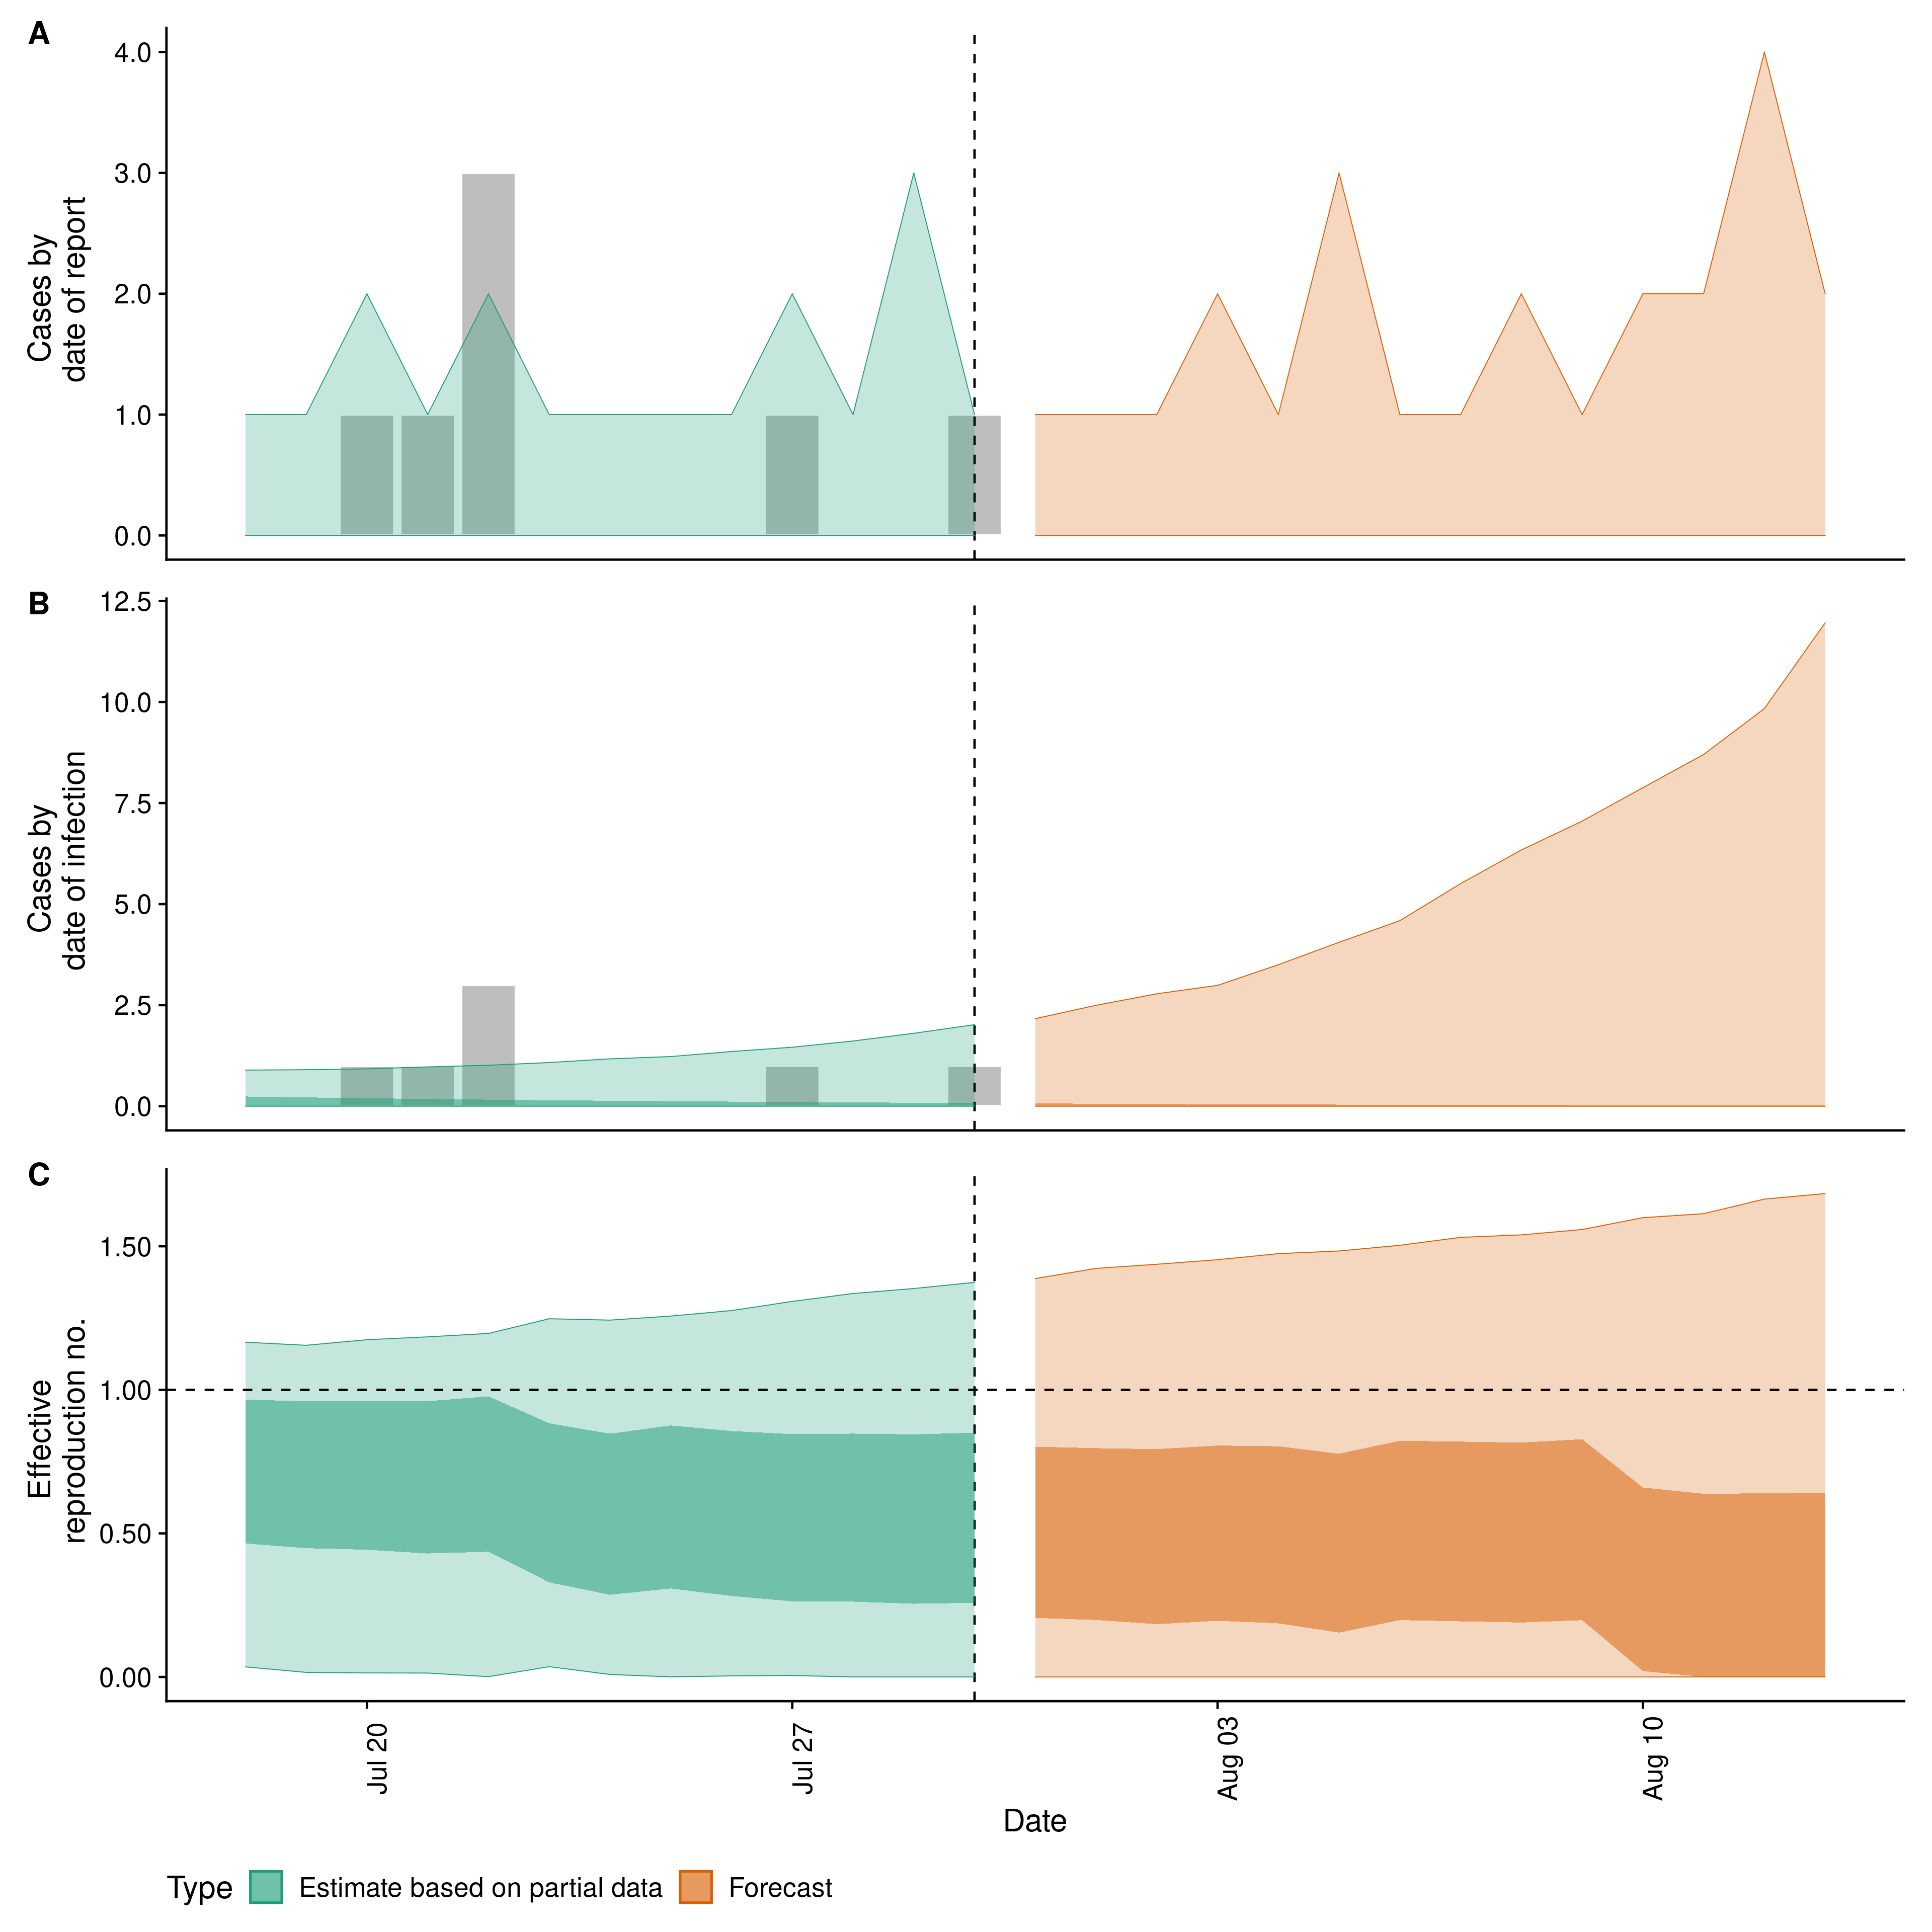 A
Cases by
date of report
4.0
3.0
2.0
1.0
0.0
B
Cases by
date of infection
12.5
10.0
7.5
5.0
2.5
0.0
C
Effective
reproduction no.
1.50
1.00
0.50
0.00
Jul 20
Jul 27
Aug 03
Aug 10
Date
Type
Estimate based on partial data
Forecast